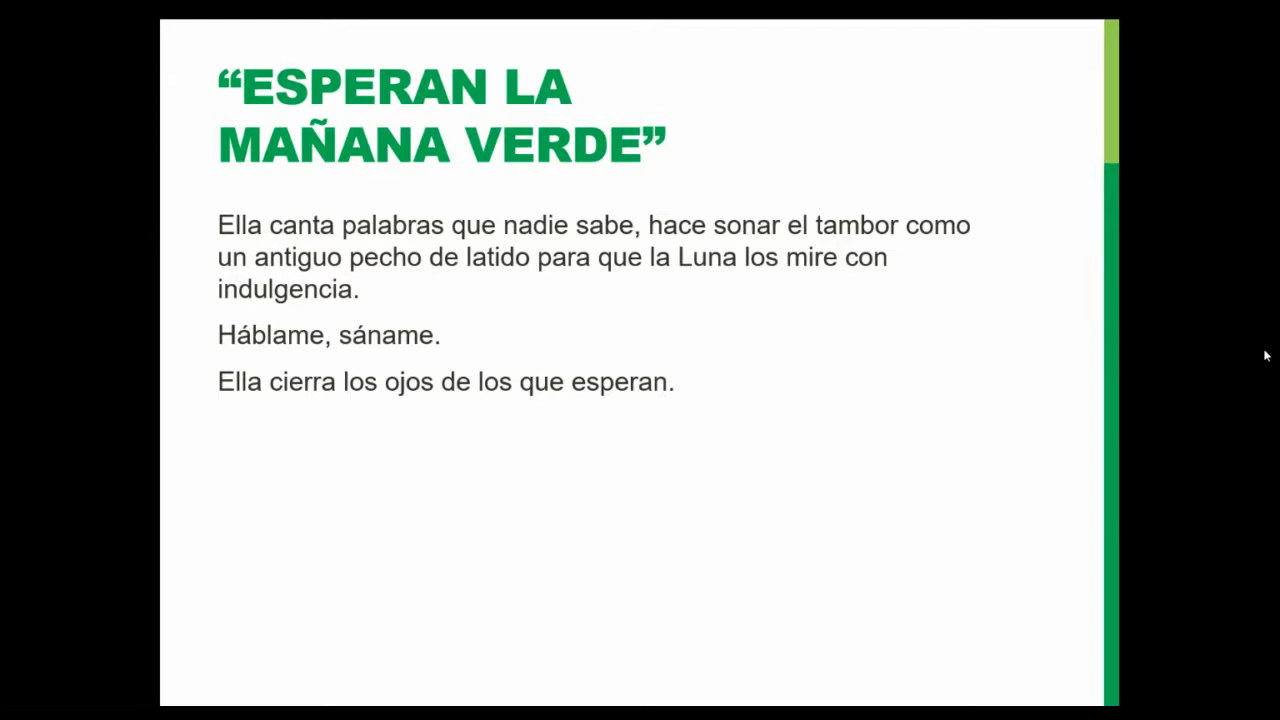 “ESPERAN LA
MAÑANA VERDE”
Ella canta palabras que nadie sabe, hace sonar el tambor como
un antiguo pecho de latido para que la Luna los mire con
indulgencia.
Háblame, sáname.
Ella cierra los ojos de los que esperan.